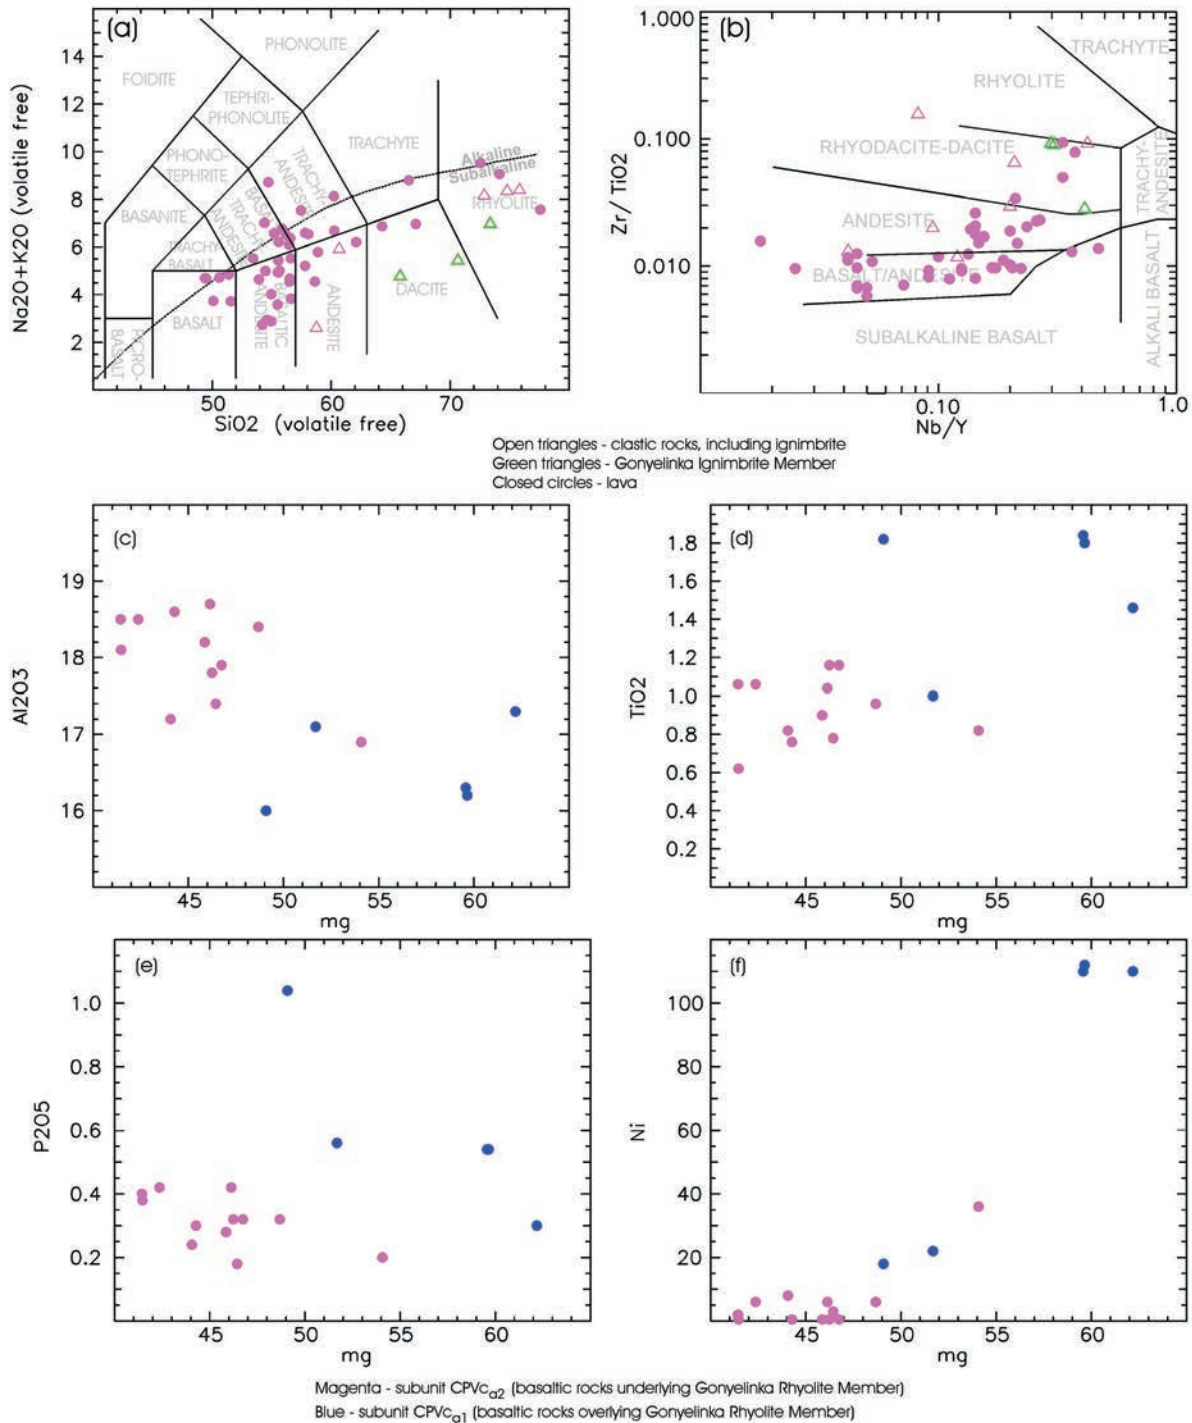 (a)
Na2O+K2O (volatile free)
14
12
10
8
6
4
2
FOIDITE
PHONOLITE
TEPHRI-
PHONOLITE
PHONO-
TEPHRITE
BASANITE
TRACHY-
BASALT
BASALTIC
TRACHY-
ANDESITE
TRACHY-
ANDESITE
TRACHYTE
Alkaline
Subalkaline
RHYOLITE
DACITE
ANDESITE
BASALTIC
ANDESITE
BASALT
PICRO-
BASALT
50
60
70
SiO2 (volatile free)
(b)
Zr/TiO2
1.000
0.100
0.010
TRACHYTE
RHYOLITE
RHYODACITE-DACITE
TRACHY-
ANDESITE
ANDESITE
BASALT/ANDESITE
SUBALKALINE BASALT
ALKALI BASALT
0.10
1.0
Nb/Y
Open triangles - clastic rocks, including Ignimbrite
Green triangles - Gonyelinka Ignimbrite Member
Closed circles - lava
(c)
Al2O3
19
18
17
16
45
50
55
60
mg
(d)
TiO2
1.8
1.6
1.4
1.2
1.0
0.8
0.6
0.4
0.2
45
50
55
60
mg
(e)
P2O5
1.0
0.8
0.6
0.4
0.2
45
50
55
60
mg
(f)
Ni
100
80
60
40
20
45
50
55
60
mg
Magenta - subunit CPVca2 (basaltic rocks underlying Gonyelinka Rhyolite Member)
Blue - subunit CPVca1 (basaltic rocks overlying Gonyelinka Rhyolite Member)